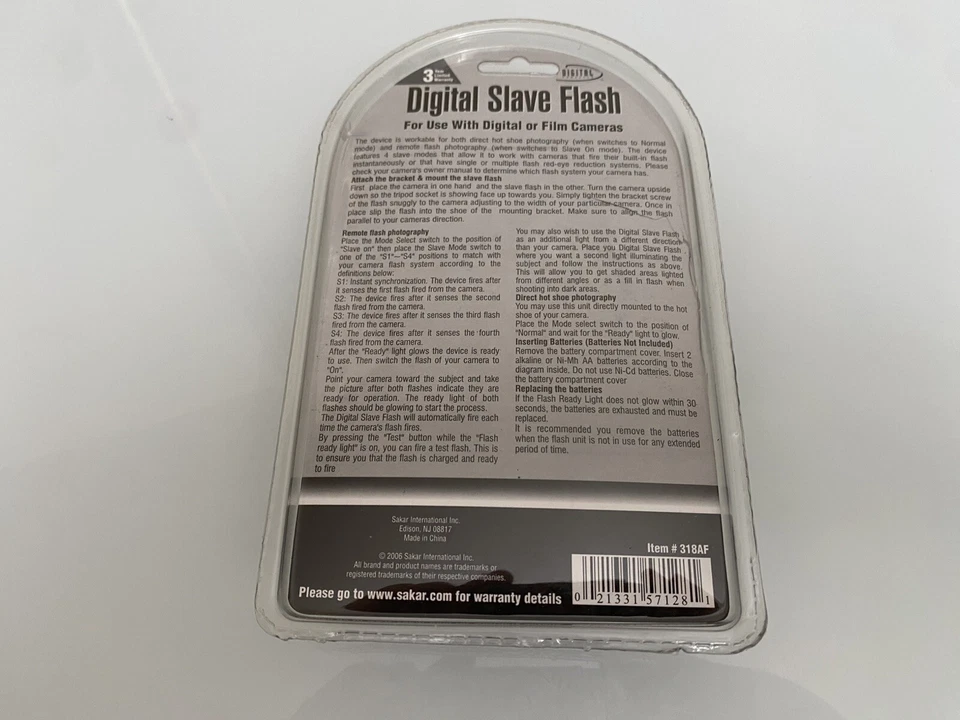 3 Year
Limited
Warranty
DIGITAL
Digital Slave Flash
For Use With Digital or Film Cameras
The device is workable for both direct hot shoe photography (when switches to Normal
mode) and remote flash photography (when switches to Slave On mode). The device
features 4 slave modes that allow it to work with cameras that fire their built-in flash
instantaneously or that have single or multiple flash red-eye reduction systems. Please
check your camera's owner manual to determine which flash system your camera has.
Attach the bracket & mount the slave flash
First place the camera in one hand and the slave flash in the other. Turn the camera upside
down so the tripod socket is showing face up towards you. Simply tighten the bracket screw
of the flash snuggly to the camera adjusting to the width of your particular camera. Once in
place slip the flash into the shoe of the mounting bracket. Make sure to align the flash
parallel to your cameras direction.
Remote flash photography
Place the Mode Select switch to the position of
"Slave on" then place the Slave Mode switch to
one of the "S1"~"S4" positions to match with
your camera flash system according to the
definitions below:
S1: Instant synchronization. The device fires after
it senses the first flash fired from the camera.
S2: The device fires after it senses the second
flash fired from the camera.
S3: The device fires after it senses the third flash
fired from the camera.
S4: The device fires after it senses the fourth
flash fired from the camera.
After the "Ready" light glows the device is ready
to use. Then switch the flash of your camera to
"On".
Point your camera toward the subject and take
the picture after both flashes indicate they are
ready for operation. The ready light of both
flashes should be glowing to start the process.
The Digital Slave Flash will automatically fire each
time the camera's flash fires.
By pressing the "Test" button while the "Flash
ready light" is on, you can fire a test flash. This is
to ensure you that the flash is charged and ready
to fire
You may also wish to use the Digital Slave Flash
as an additional light from a different direction
than your camera. Place you Digital Slave Flash
where you want a second light illuminating the
subject and follow the instructions as above.
This will allow you to get shaded areas lighted
from different angles or as a fill in flash when
shooting into dark areas.
Direct hot shoe photography
You may use this unit directly mounted to the hot
shoe of your camera.
Place the Mode select switch to the position of
"Normal" and wait for the "Ready" light to glow.
Inserting Batteries (Batteries Not Included)
Remove the battery compartment cover. Insert 2
alkaline or Ni-Mh AA batteries according to the
diagram inside. Do not use Ni-Cd batteries. Close
the battery compartment cover
Replacing the batteries
If the Flash Ready Light does not glow within 30
seconds, the batteries are exhausted and must be
replaced.
It is recommended you remove the batteries
when the flash unit is not in use for any extended
period of time.
Sakar International Inc.
Edison, NJ 08817
Made in China
© 2006 Sakar International Inc.
All brand and product names are trademarks or
registered trademarks of their respective companies.
Please go to www.sakar.com for warranty details
Item # 318AF
0 21331 57128 1